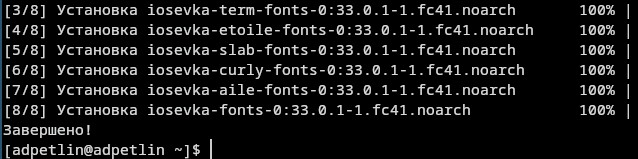 [3/8] Установка iosevka-term-fonts-0:33.0.1-1.fc41.noarch 100% |
[4/8] Установка iosevka-etoile-fonts-0:33.0.1-1.fc41.noarch 100% |
[5/8] Установка iosevka-slab-fonts-0:33.0.1-1.fc41.noarch 100% |
[6/8] Установка iosevka-curly-fonts-0:33.0.1-1.fc41.noarch 100% |
[7/8] Установка iosevka-aile-fonts-0:33.0.1-1.fc41.noarch 100% |
[8/8] Установка iosevka-fonts-0:33.0.1-1.fc41.noarch 100% |
Завершено!
[adpetlin@adpetlin ~]$